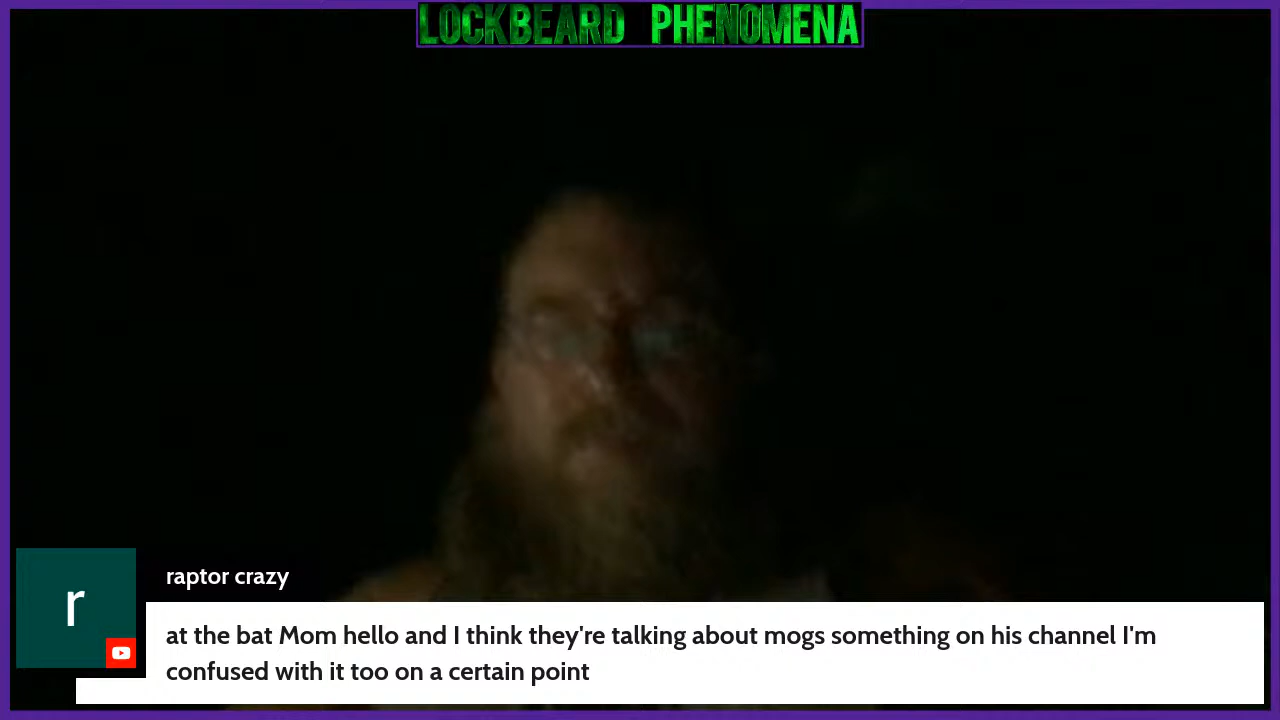 LOCKBEARD PHENOMENA
r
raptor crazy
at the bat Mom hello and I think they're talking about mogs something on his channel I'm
confused with it too on a certain point